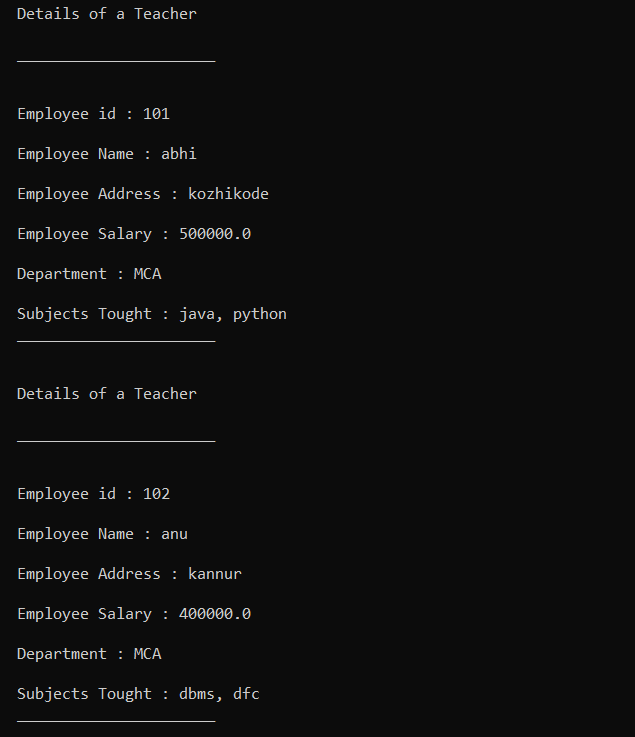 Details of a Teacher
______________________
Employee id : 101
Employee Name : abhi
Employee Address : kozhikode
Employee Salary : 500000.0
Department : MCA
Subjects Tought : java, python
______________________
Details of a Teacher
______________________
Employee id : 102
Employee Name : anu
Employee Address : kannur
Employee Salary : 400000.0
Department : MCA
Subjects Tought : dbms, dfc
______________________